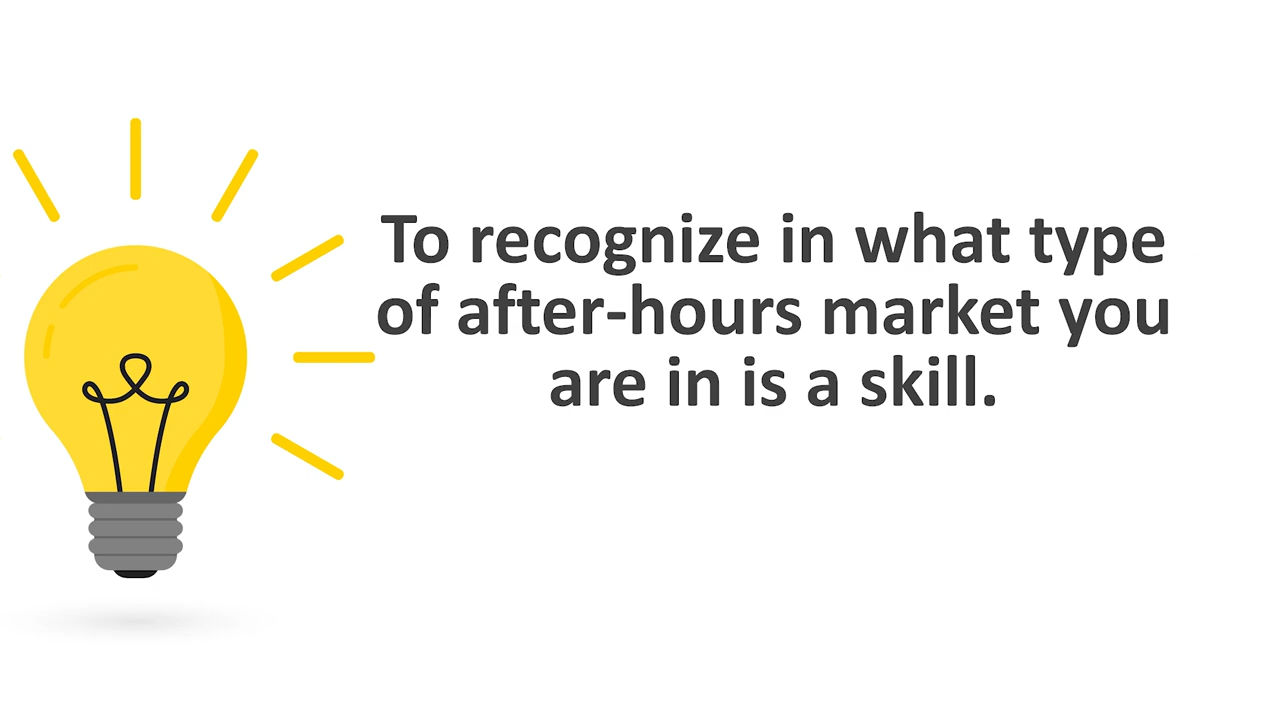 To recognize in what type
of after-hours market you
are in is a skill.